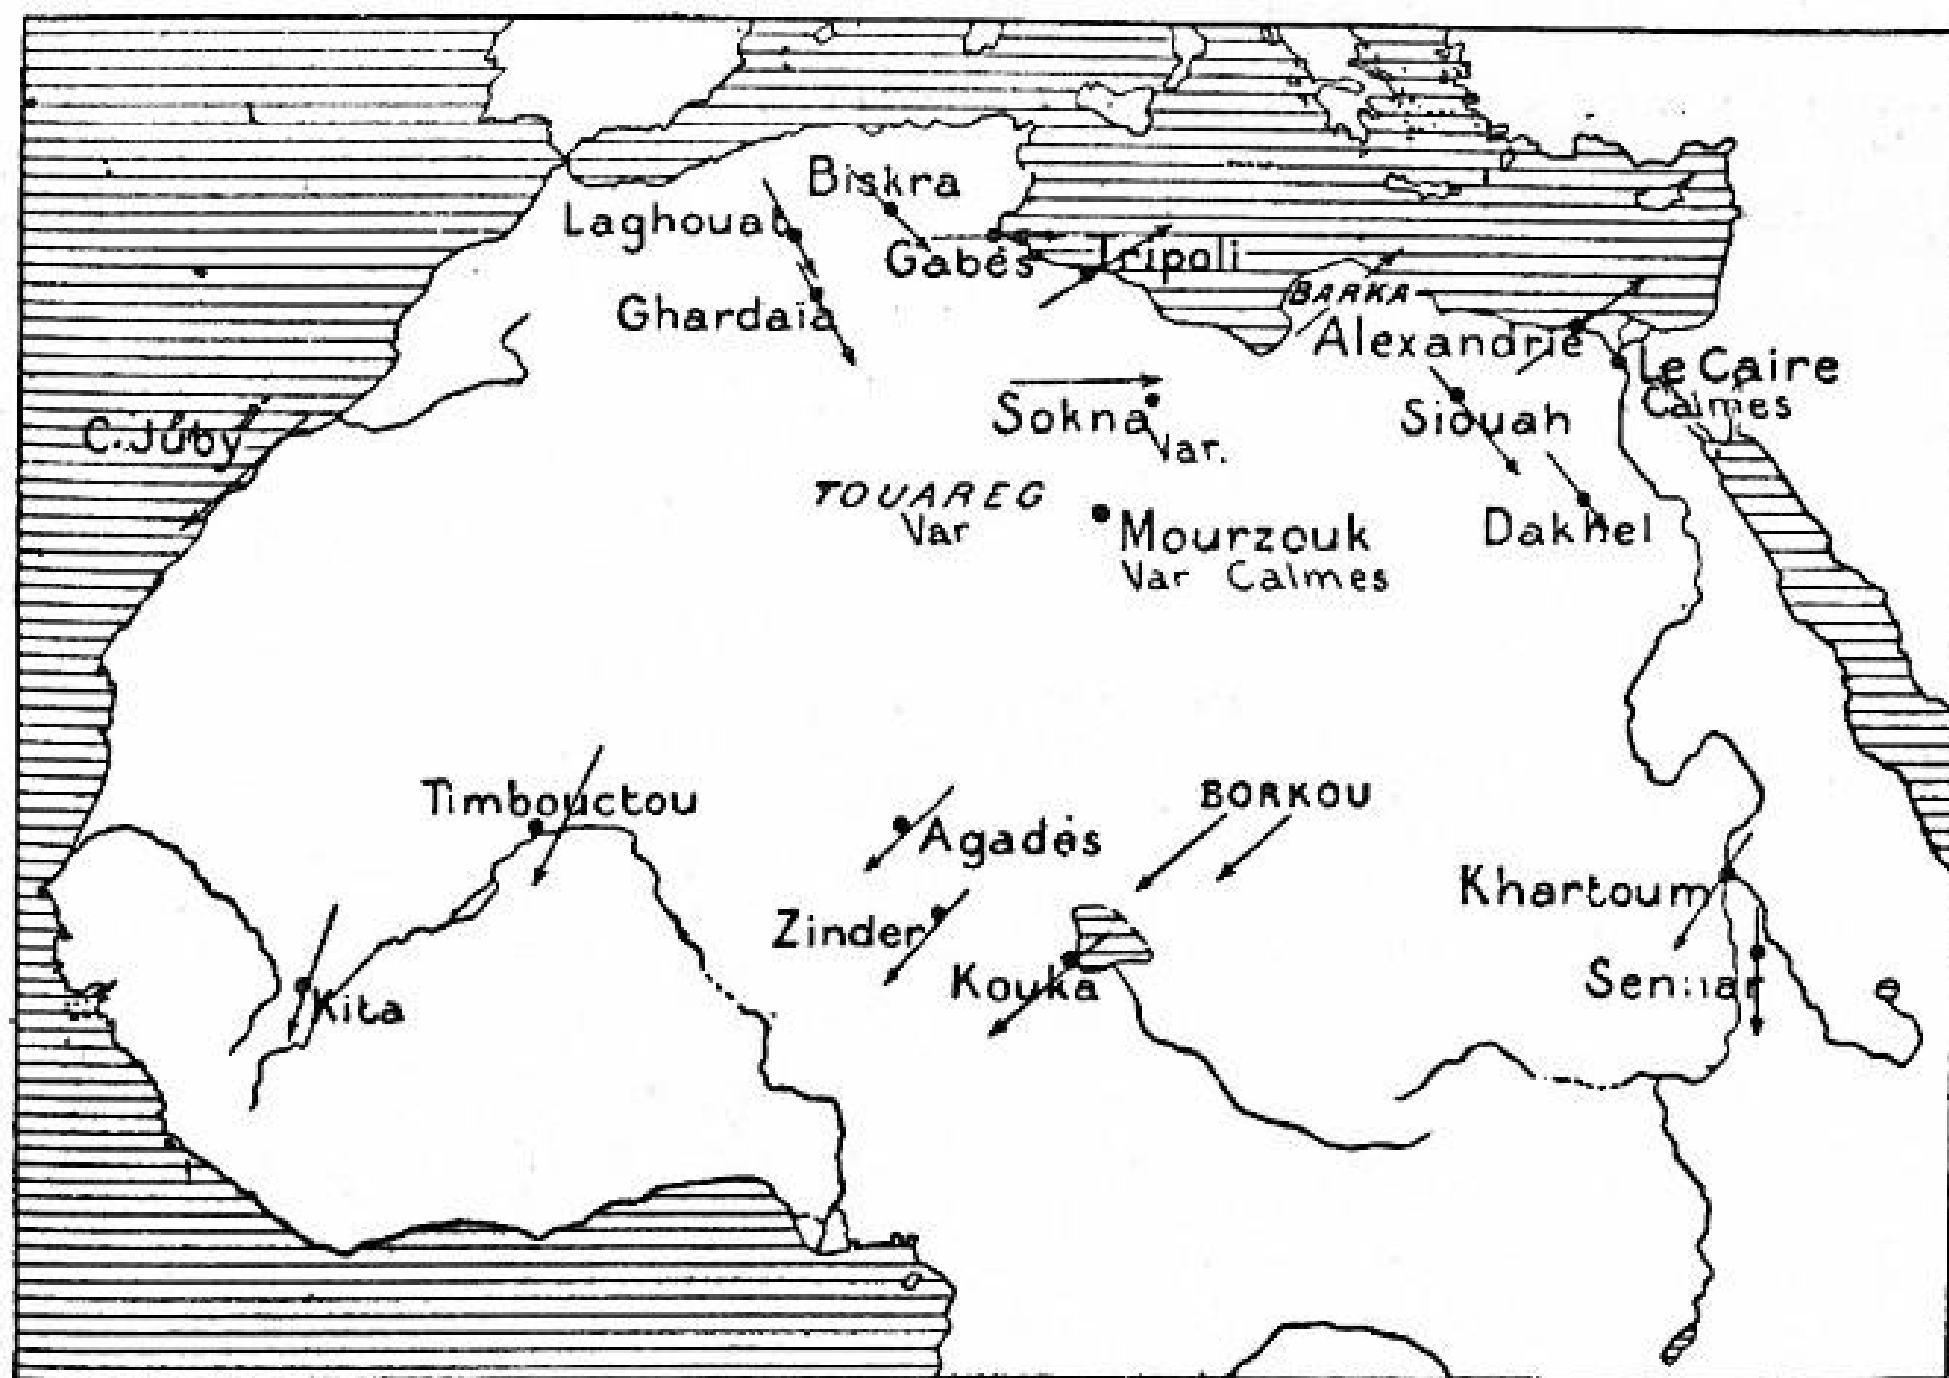 Biskra
Laghouat
Gabès
Tripoli
Ghardaïa
BARKA
Alexandrie
Le Caire
Calmes
C. Juby
Sokna
Var.
Siouah
TOUAREG
Var
Mourzouk
Var Calmes
Dakhel
Timbouctou
BORKOU
Agadès
Khartoum
Zinder
Kouka
Sennar
Kita